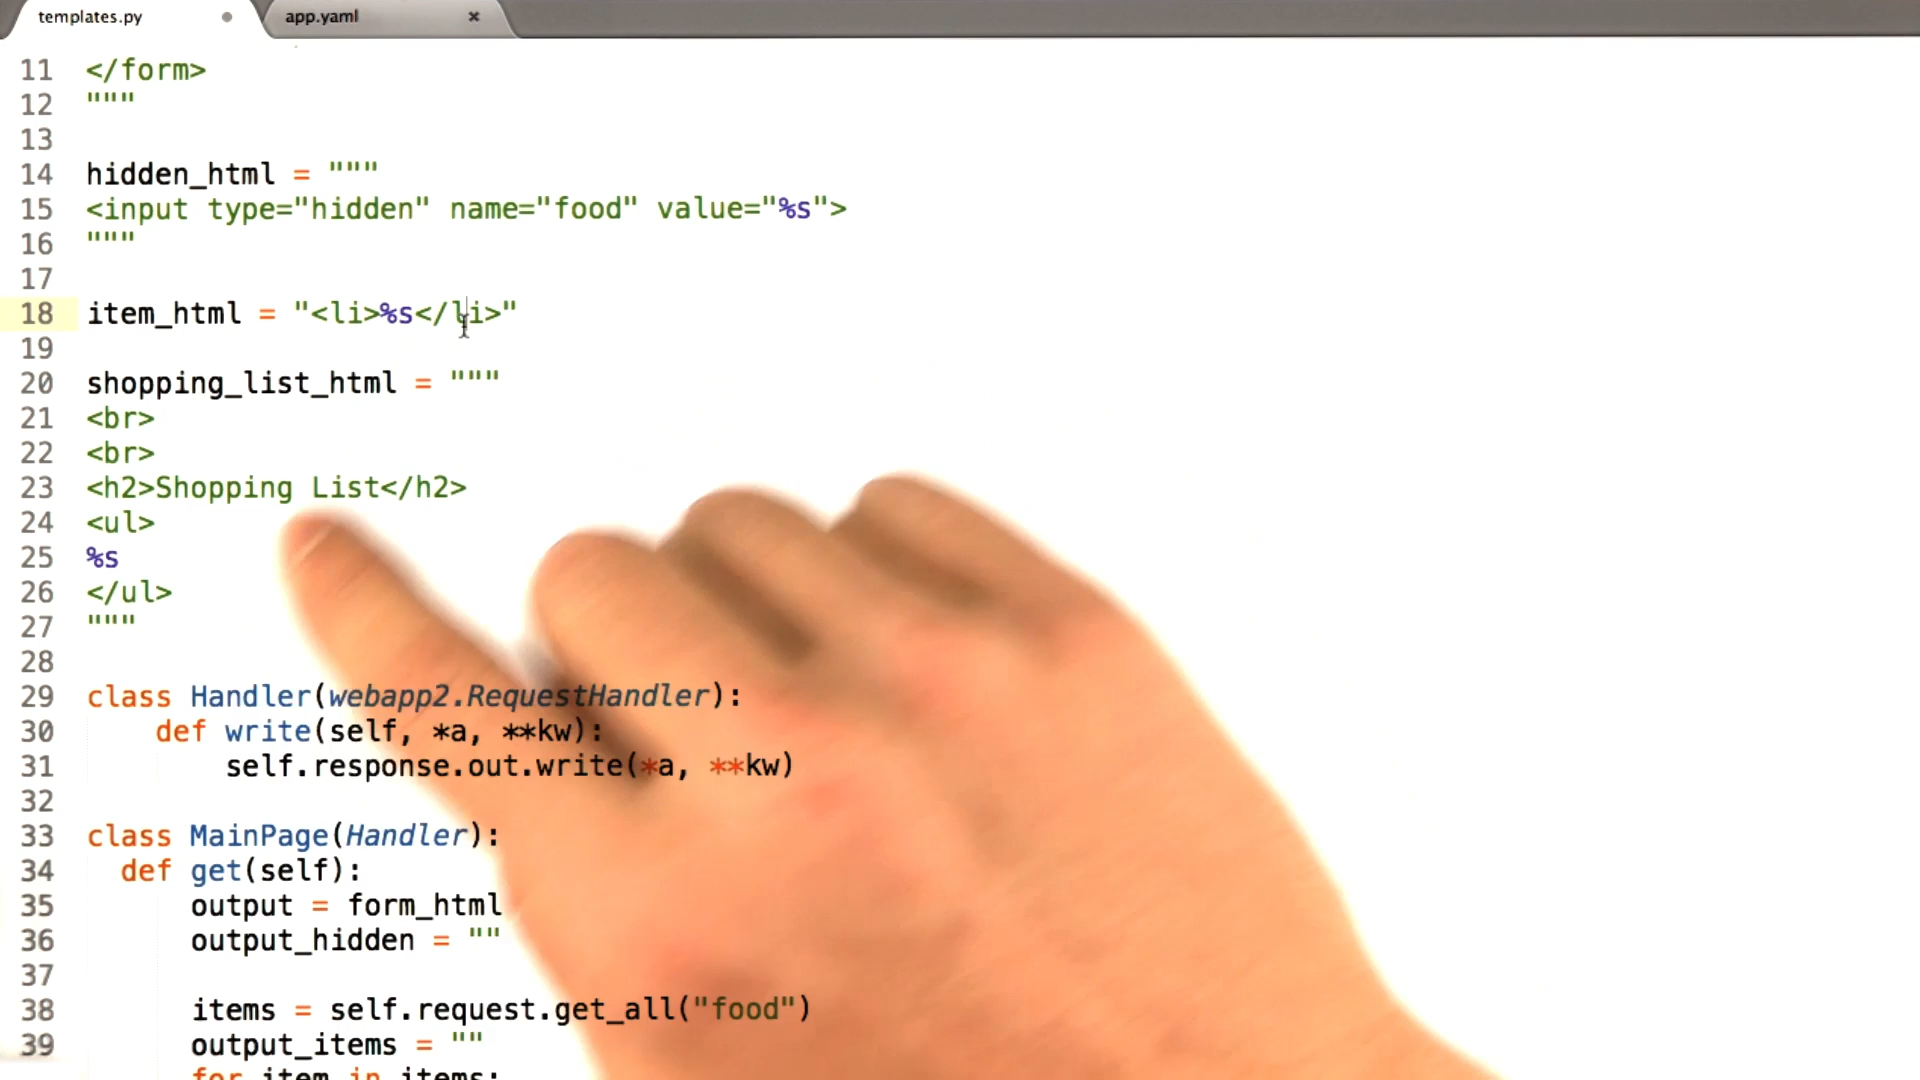 templates.py
app.yaml
11 </form>
12 """
13
14 hidden_html = """
15 <input type="hidden" name="food" value="%s">
16 """
17
18 item_html = "<li>%s</li>"
19
20 shopping_list_html = """
21 <br>
22 <br>
23 <h2>Shopping List</h2>
24 <ul>
25 %s
26 </ul>
27 """
28
29 class Handler(webapp2.RequestHandler):
30 def write(self, *a, **kw):
31 self.response.out.write(*a, **kw)
32
33 class MainPage(Handler):
34 def get(self):
35 output = form_html
36 output_hidden = ""
37
38 items = self.request.get_all("food")
39 output_items = ""
for item in items: